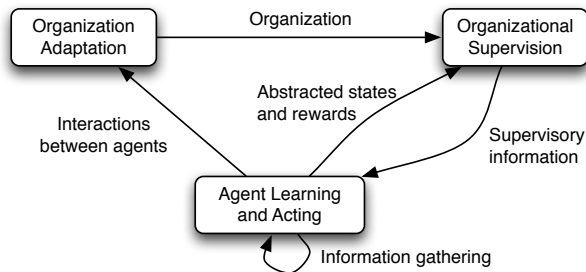 Organization
Organization
Adaptation
Organizational
Supervision
Abstracted states
and rewards
Interactions
between agents
Supervisory
information
Agent Learning
and Acting
Information gathering